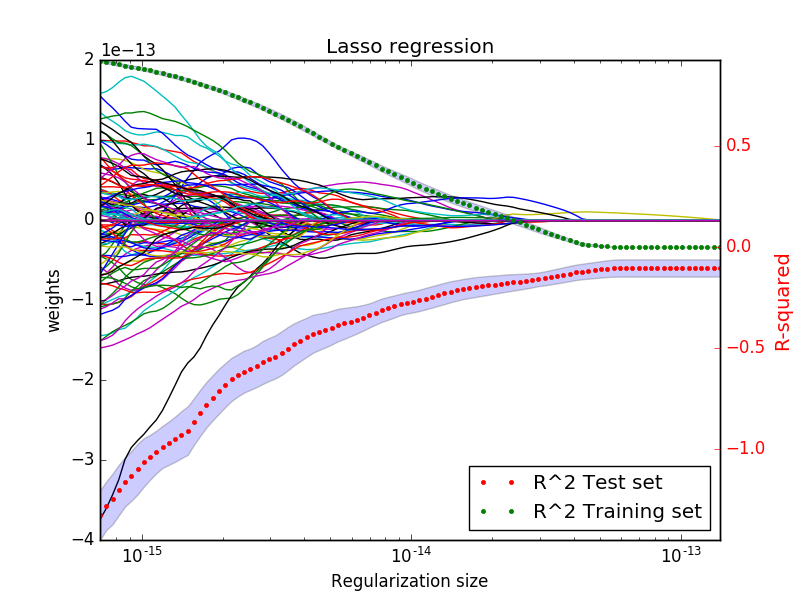 Lasso regression
1e−13
2
1
0
−1
−2
−3
−4
weights
0.5
0.0
−0.5
−1.0
R-squared
R^2 Test set
R^2 Training set
10^-15
10^-14
10^-13
Regularization size